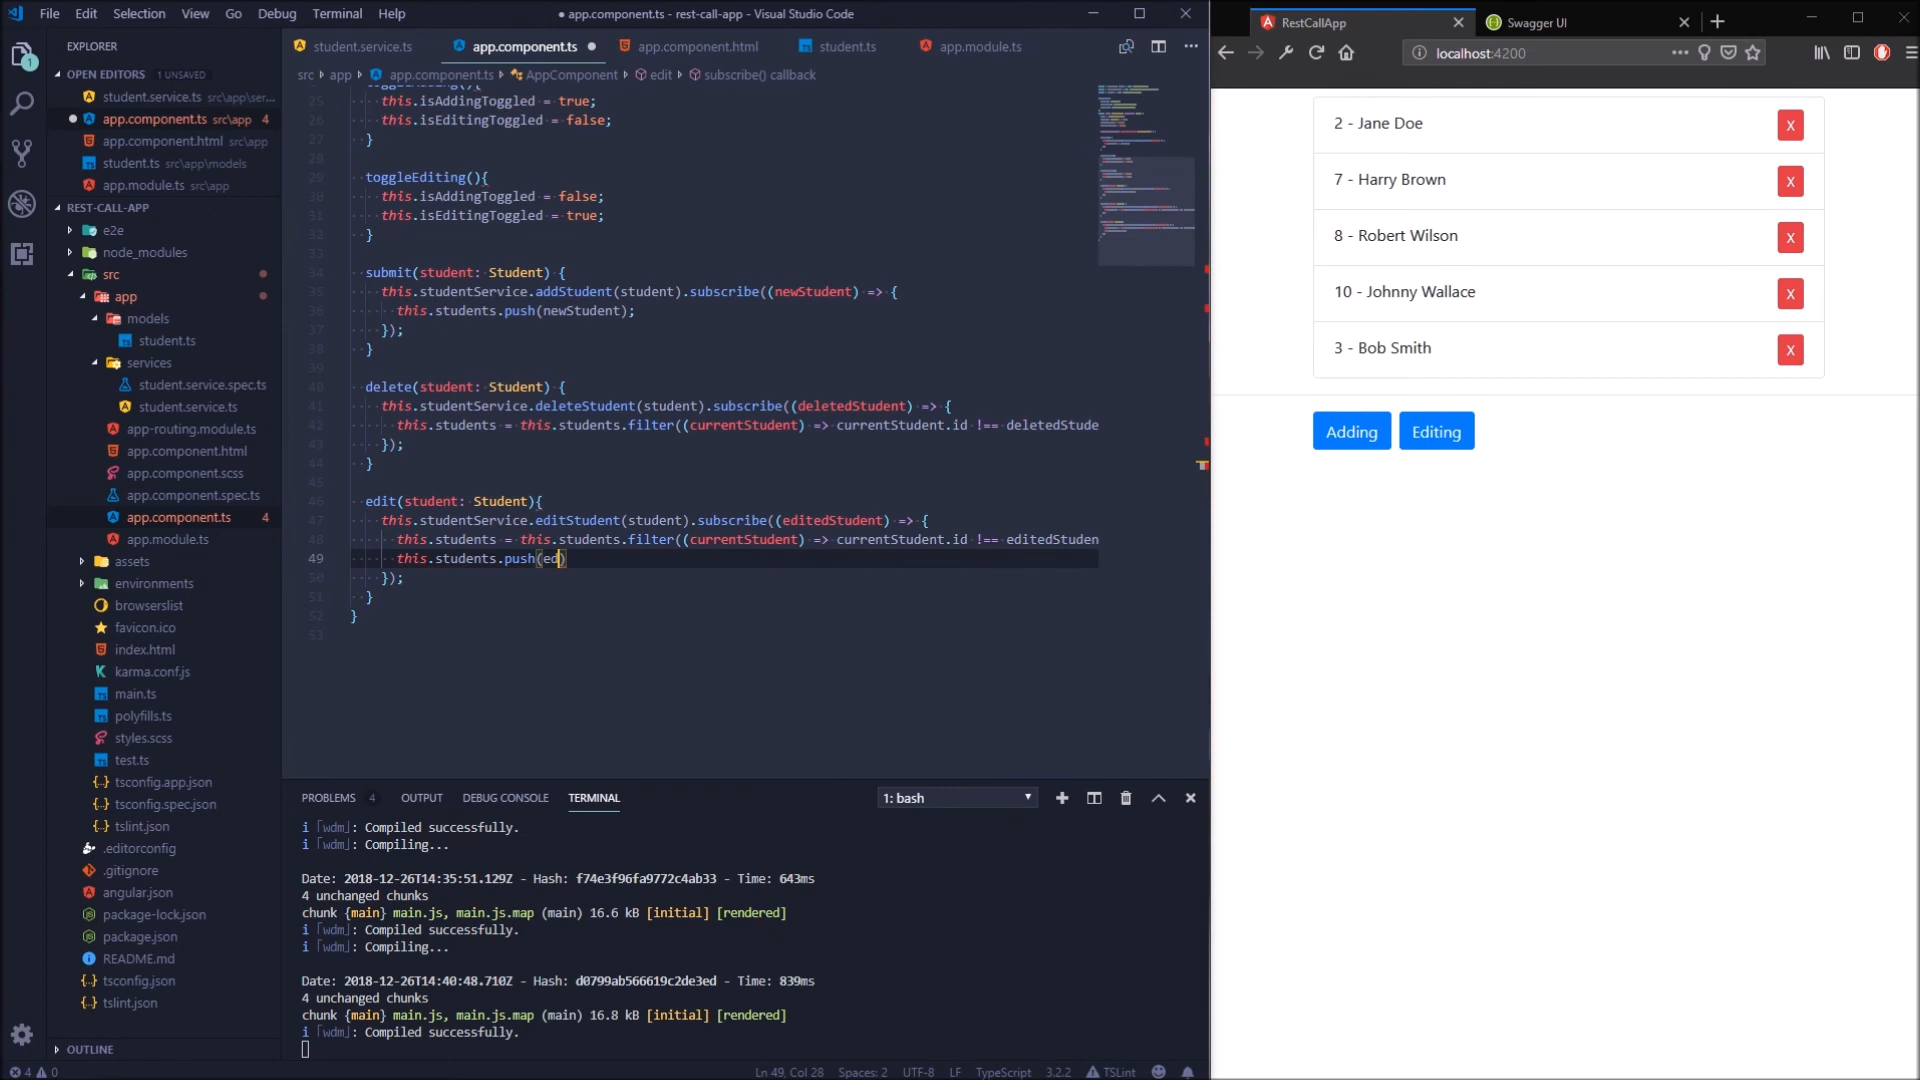 File Edit Selection View Go Debug Terminal Help
● app.component.ts - rest-call-app - Visual Studio Code
EXPLORER
OPEN EDITORS 1 UNSAVED
student.service.ts src\app\ser...
app.component.ts src\app 4
app.component.html src\app
student.ts src\app\models
app.module.ts src\app
REST-CALL-APP
e2e
node_modules
src
app
models
student.ts
services
student.service.spec.ts
student.service.ts
app-routing.module.ts
app.component.html
app.component.scss
app.component.spec.ts
app.component.ts 4
app.module.ts
assets
environments
browserslist
favicon.ico
index.html
karma.conf.js
main.ts
polyfills.ts
styles.scss
test.ts
tsconfig.app.json
tsconfig.spec.json
tslint.json
.editorconfig
.gitignore
angular.json
package-lock.json
package.json
README.md
tsconfig.json
tslint.json
OUTLINE
student.service.ts app.component.ts ● app.component.html student.ts app.module.ts
src ▸ app ▸ app.component.ts ▸ AppComponent ▸ edit ▸ subscribe() callback
25 this.isAddingToggled = true;
26 this.isEditingToggled = false;
27 }
28
29 toggleEditing(){
30 this.isAddingToggled = false;
31 this.isEditingToggled = true;
32 }
33
34 submit(student: Student) {
35 this.studentService.addStudent(student).subscribe((newStudent) => {
36 this.students.push(newStudent);
37 });
38 }
39
40 delete(student: Student) {
41 this.studentService.deleteStudent(student).subscribe((deletedStudent) => {
42 this.students = this.students.filter((currentStudent) => currentStudent.id !== deletedStude
43 });
44 }
45
46 edit(student: Student){
47 this.studentService.editStudent(student).subscribe((editedStudent) => {
48 this.students = this.students.filter((currentStudent) => currentStudent.id !== editedStuden
49 this.students.push(ed)
50 });
51 }
52 }
53
PROBLEMS 4 OUTPUT DEBUG CONSOLE TERMINAL 1: bash
i ｢wdm｣: Compiled successfully.
i ｢wdm｣: Compiling...
Date: 2018-12-26T14:35:51.129Z - Hash: f74e3f96fa9772c4ab33 - Time: 643ms
4 unchanged chunks
chunk {main} main.js, main.js.map (main) 16.6 kB [initial] [rendered]
i ｢wdm｣: Compiled successfully.
i ｢wdm｣: Compiling...
Date: 2018-12-26T14:40:48.710Z - Hash: d0799ab566619c2de3ed - Time: 839ms
4 unchanged chunks
chunk {main} main.js, main.js.map (main) 16.8 kB [initial] [rendered]
i ｢wdm｣: Compiled successfully.
4 0 Ln 49, Col 28 Spaces: 2 UTF-8 LF TypeScript 3.2.2 TSLint
RestCallApp Swagger UI
localhost:4200
2 - Jane Doe X
7 - Harry Brown X
8 - Robert Wilson X
10 - Johnny Wallace X
3 - Bob Smith X
Adding Editing